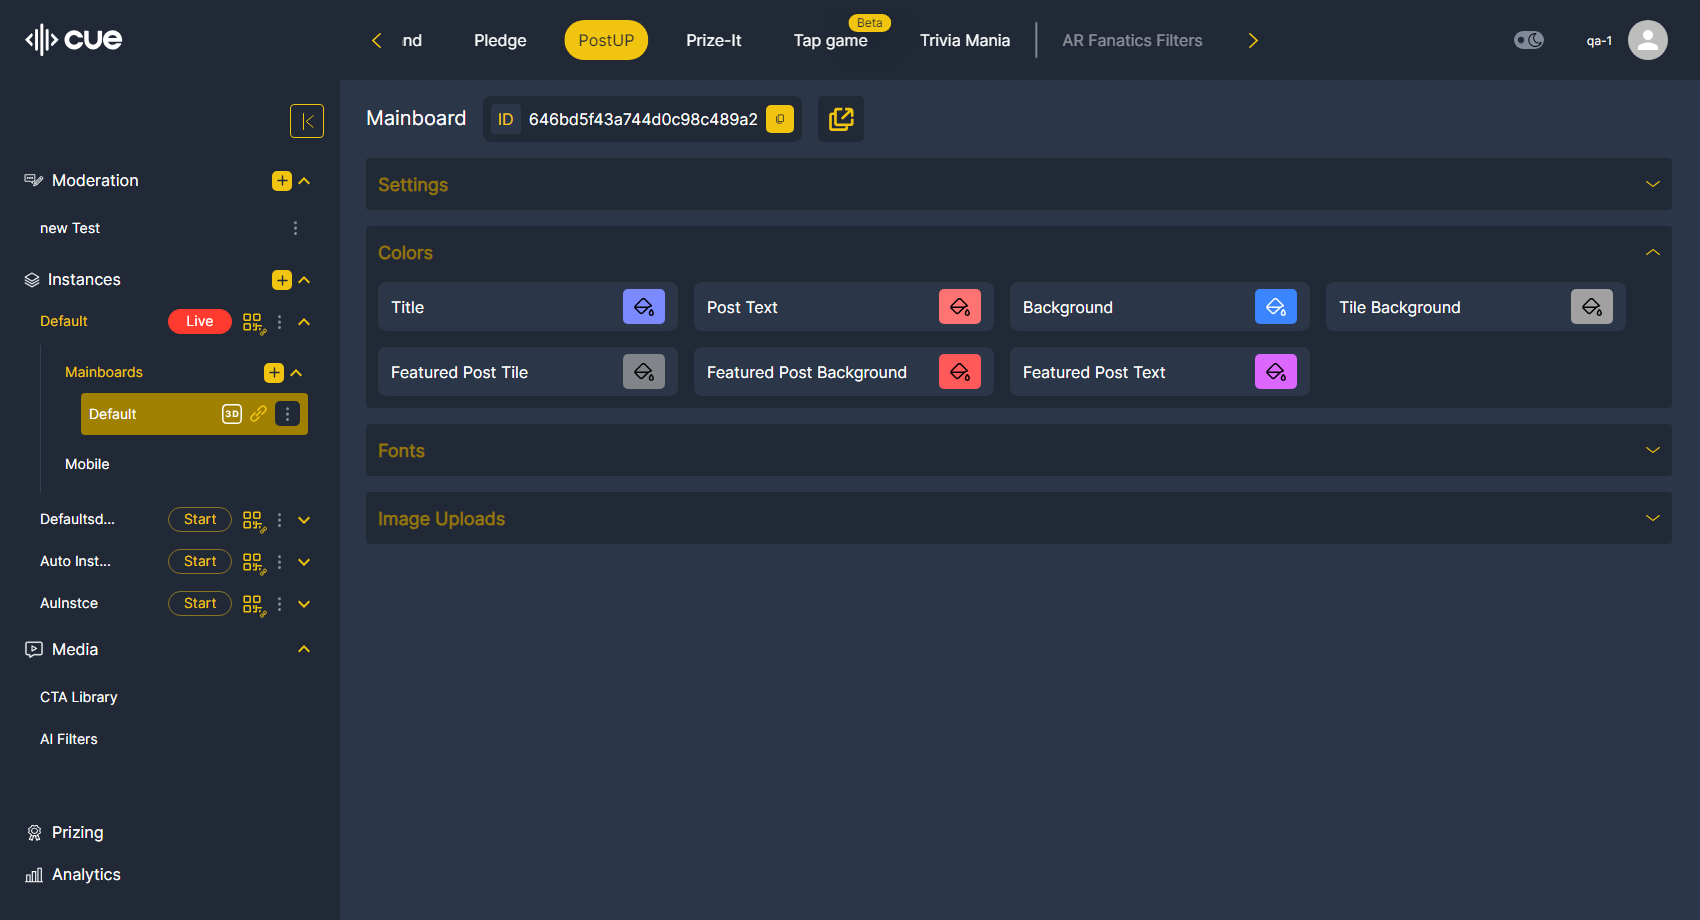 cue
nd
Pledge
PostUP
Prize-It
Beta
Tap game
Trivia Mania
AR Fanatics Filters
qa-1
Moderation
new Test
Instances
Default
Live
Mainboards
Default
3D
Mobile
Defaultsd...
Start
Auto Inst...
Start
AuInstce
Start
Media
CTA Library
AI Filters
Prizing
Analytics
Mainboard
ID
646bd5f43a744d0c98c489a2
Settings
Colors
Title
Post Text
Background
Tile Background
Featured Post Tile
Featured Post Background
Featured Post Text
Fonts
Image Uploads